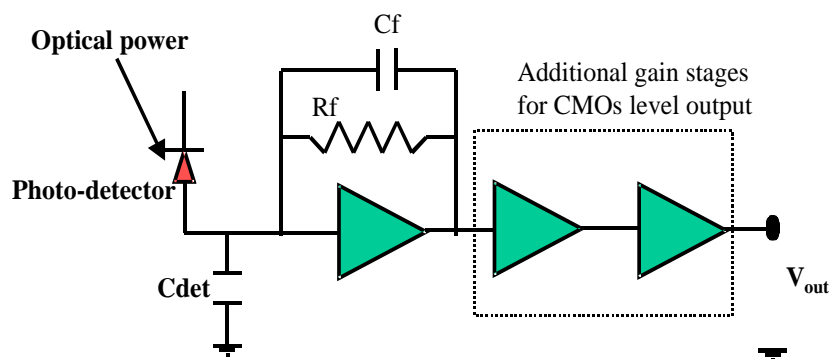 Optical power
Cf
Additional gain stages
for CMOs level output
Rf
Photo-detector
Cdet
Vout